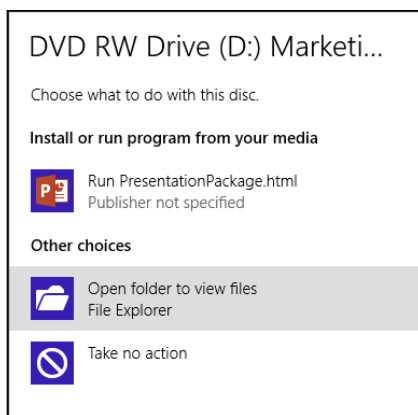 DVD RW Drive (D:) Marketi...
Choose what to do with this disc.
Install or run program from your media
Run PresentationPackage.html
Publisher not specified
Other choices
Open folder to view files
File Explorer
Take no action